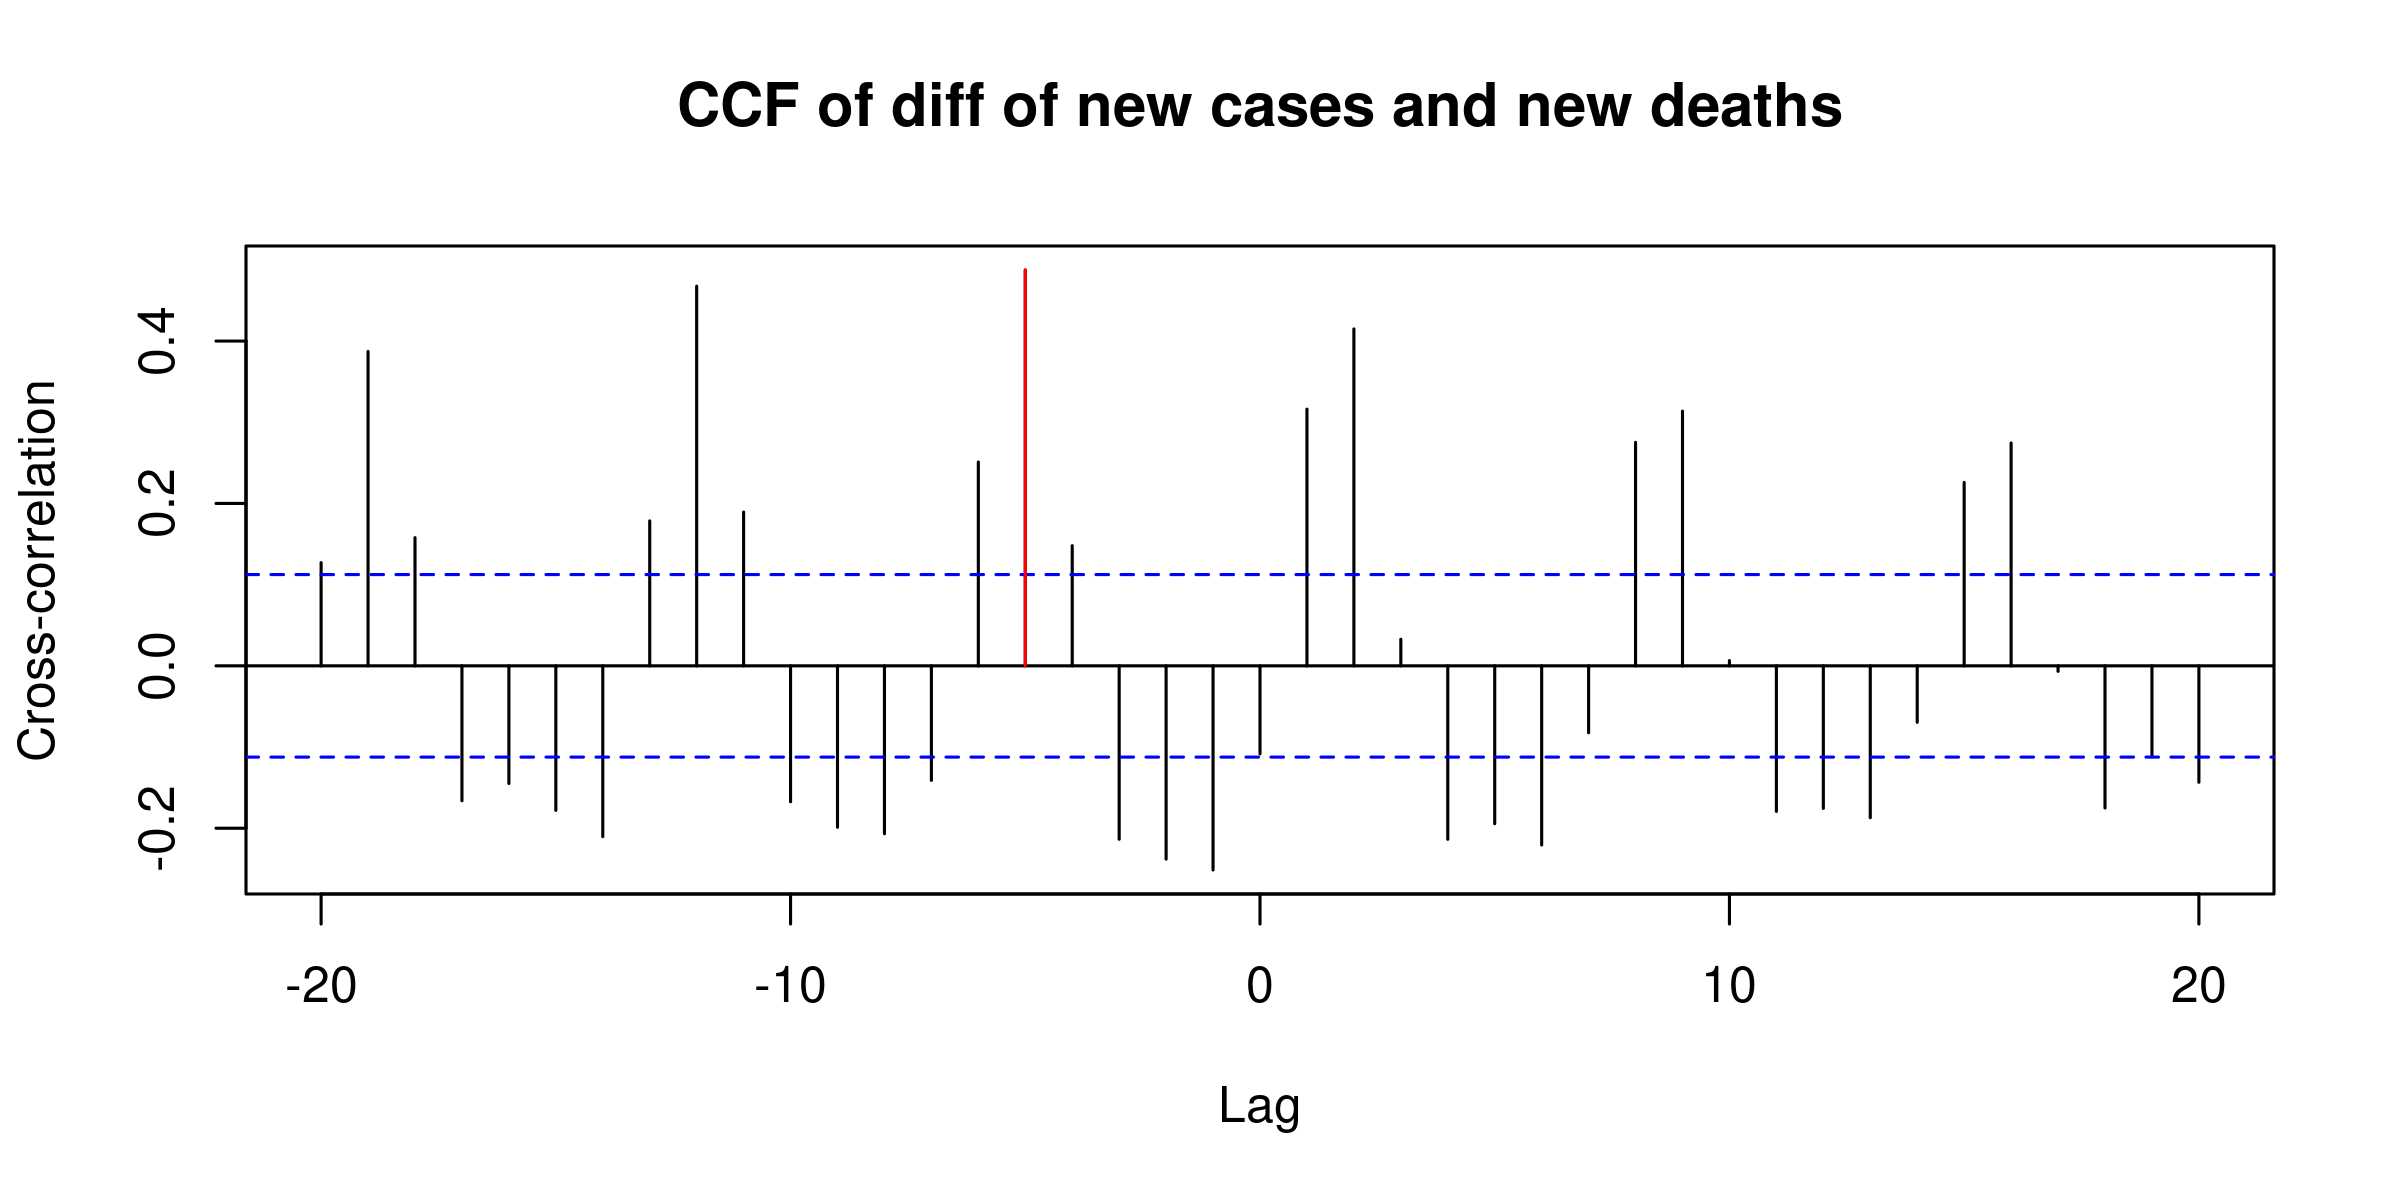 CCF of diff of new cases and new deaths
Cross-correlation
0.4
0.2
0.0
-0.2
-20 -10 0 10 20
Lag